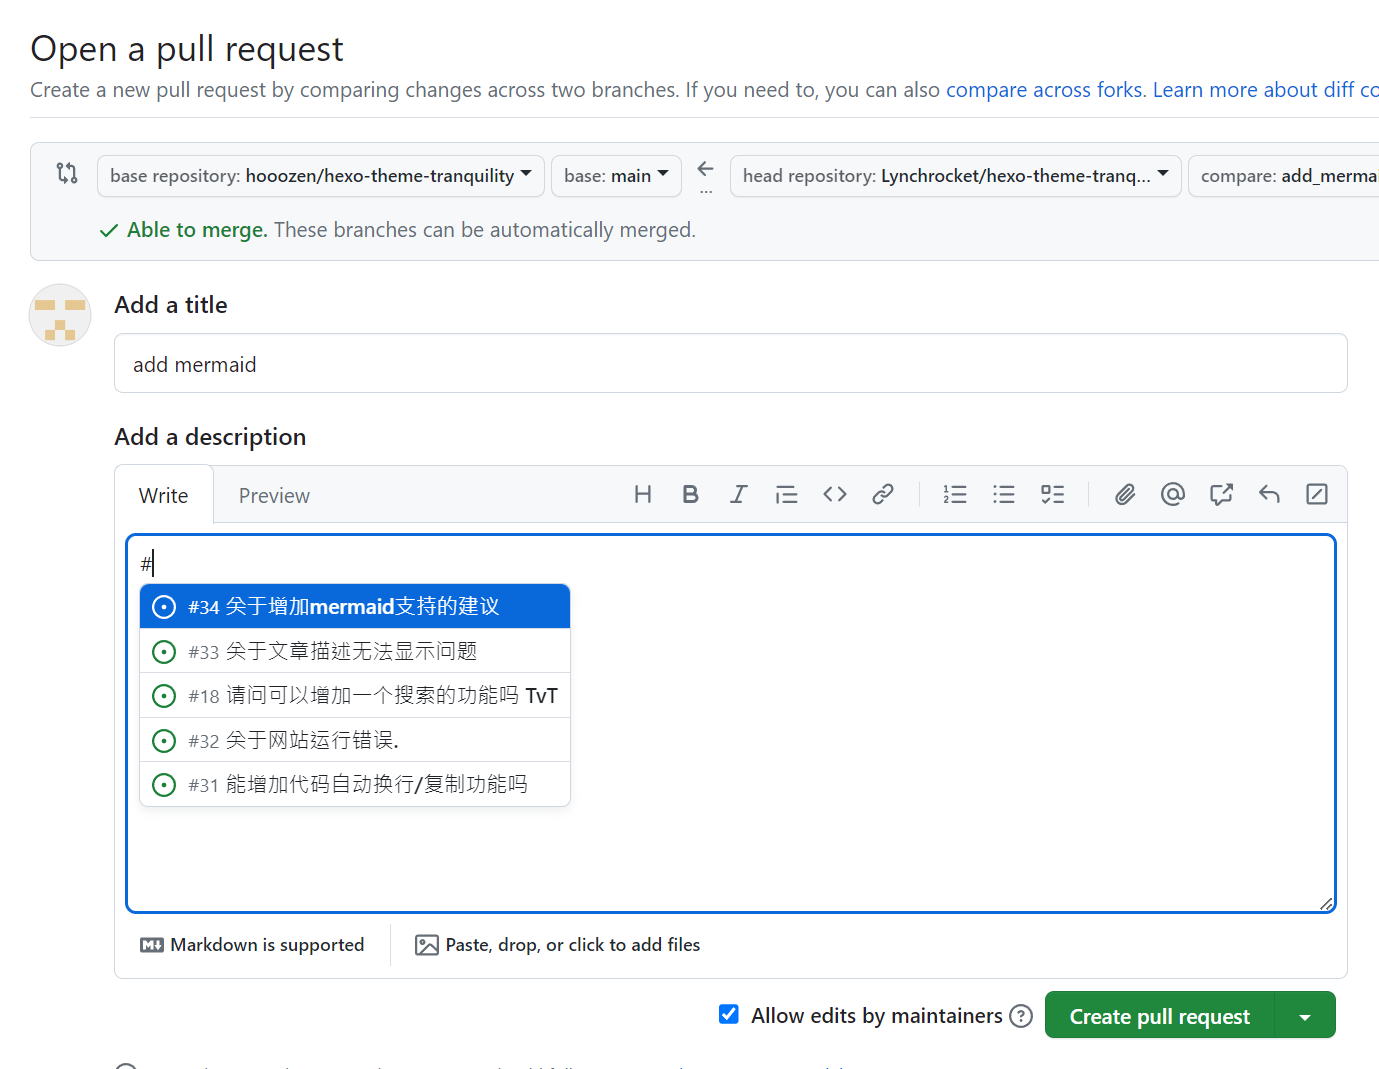 Open a pull request
Create a new pull request by comparing changes across two branches. If you need to, you can also compare across forks. Learn more about diff co
base repository: hooozen/hexo-theme-tranquility base: main ... head repository: Lynchrocket/hexo-theme-tranq... compare: add_mermai
Able to merge. These branches can be automatically merged.
Add a title
add mermaid
Add a description
Write Preview
#
#34 关于增加mermaid支持的建议
#33 关于文章描述无法显示问题
#18 请问可以增加一个搜索的功能吗 TvT
#32 关于网站运行错误.
#31 能增加代码自动换行/复制功能吗
Markdown is supported Paste, drop, or click to add files
Allow edits by maintainers Create pull request